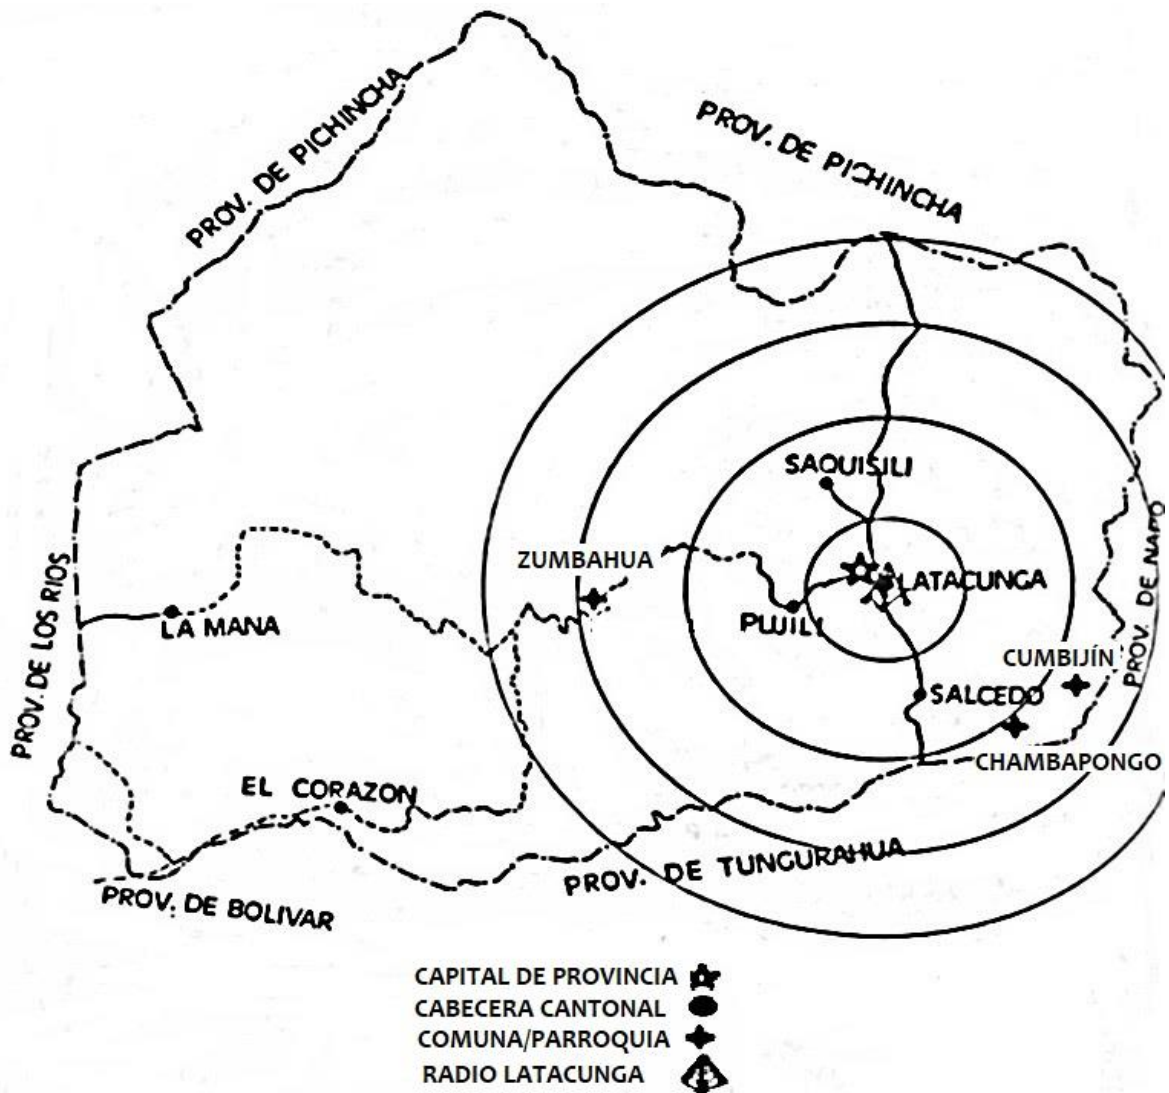 PROV. DE PICHINCHA
PROV. DE PICHINCHA
SAQUISILI
ZUMBAHUA
LATACUNGA
PUJILI
LA MANA
PROV. DE LOS RIOS
PROV. DE NAPO
CUMBIJÍN
SALCEDO
CHAMBAPONGO
EL CORAZON
PROV. DE TUNGURAHUA
PROV. DE BOLIVAR
CAPITAL DE PROVINCIA
CABECERA CANTONAL
COMUNA/PARROQUIA
RADIO LATACUNGA